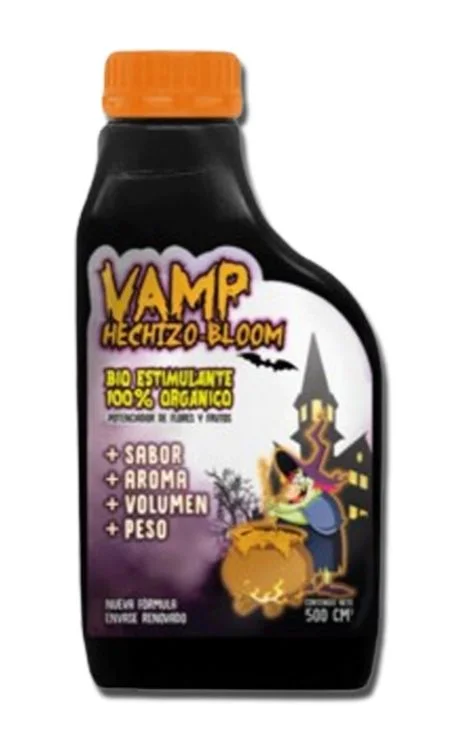 VAMP
HECHIZO-BLOOM
BIO ESTIMULANTE
100% ORGANICO
POTENCIADOR DE FLORES Y FRUTOS
+ SABOR
+ AROMA
+ VOLUMEN
+ PESO
NUEVA FÓRMULA
ENVASE RENOVADO
CONTENIDO NETO
500 CM³